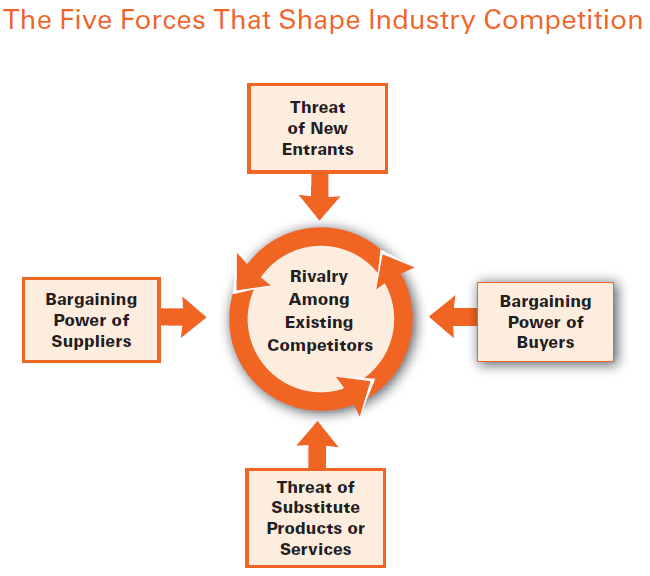 The Five Forces That Shape Industry Competition
Threat
of New
Entrants
Rivalry
Among
Existing
Competitors
Bargaining
Power of
Suppliers
Bargaining
Power of
Buyers
Threat of
Substitute
Products or
Services